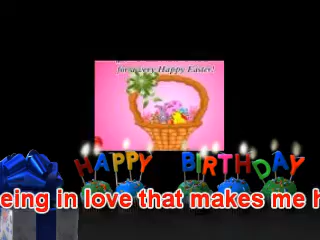 for a very Happy Easter!
HAPPY BIRTHDAY
eing in love that makes me h